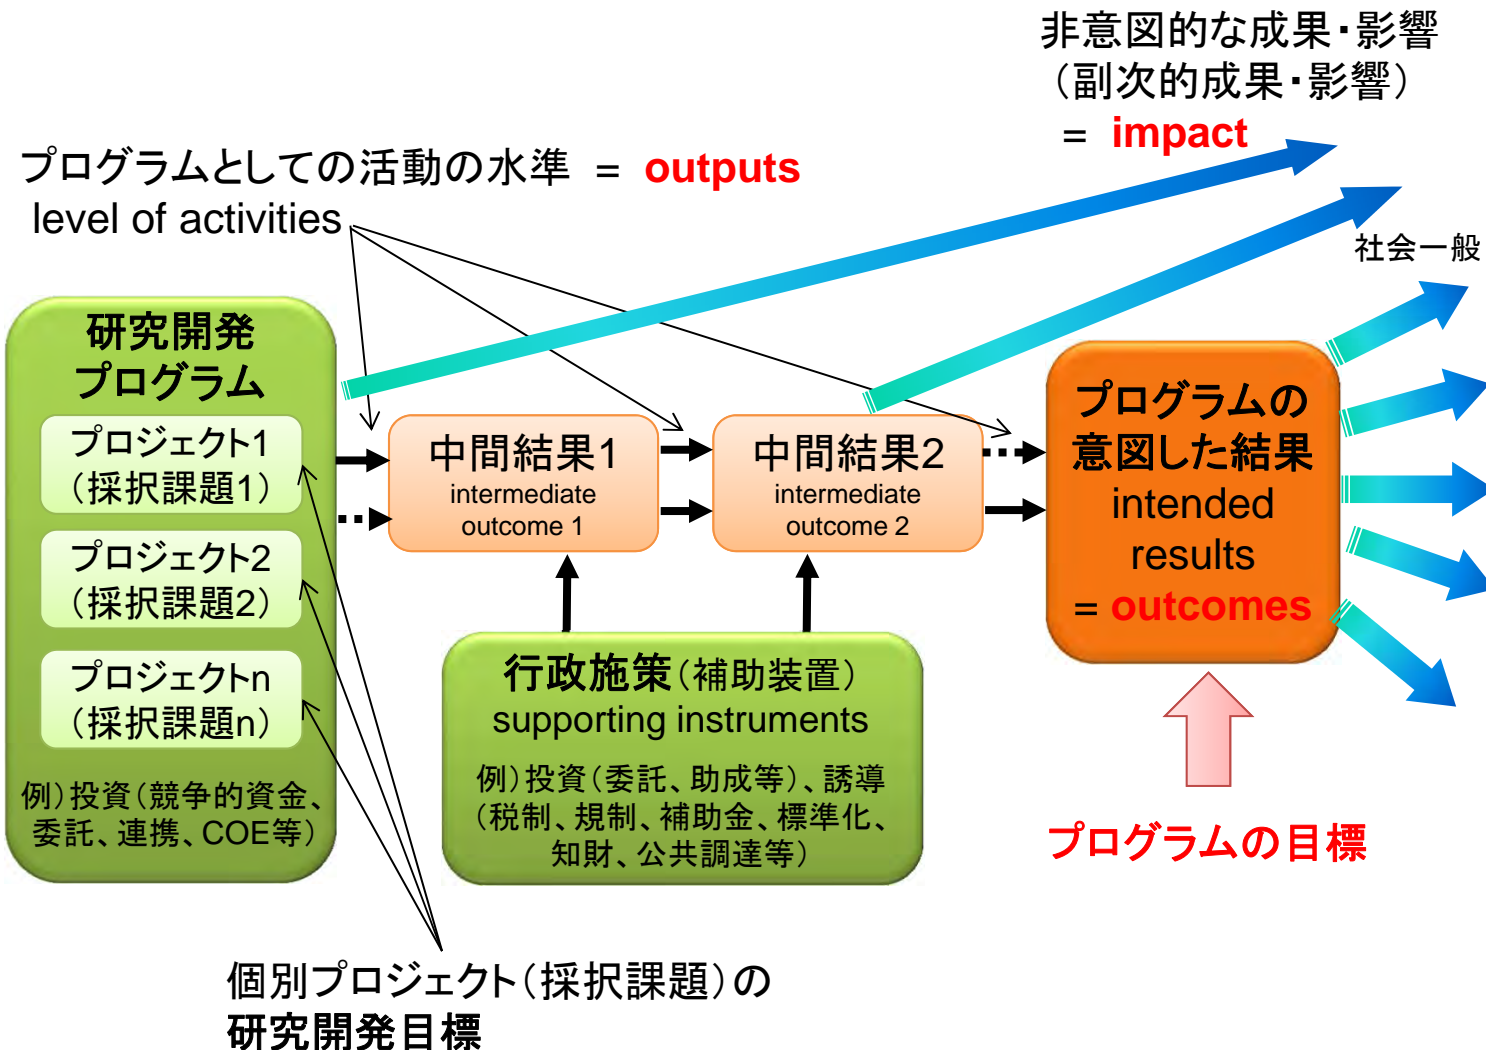 非意図的な成果・影響
（副次的成果・影響）
= impact
プログラムとしての活動の水準 = outputs
level of activities
社会一般
研究開発
プログラム
プロジェクト1
（採択課題1）
プロジェクト2
（採択課題2）
プロジェクトn
（採択課題n）
例）投資（競争的資金、
委託、連携、COE等）
中間結果1
intermediate
outcome 1
中間結果2
intermediate
outcome 2
プログラムの
意図した結果
intended
results
= outcomes
行政施策（補助装置）
supporting instruments
例）投資（委託、助成等）、誘導
（税制、規制、補助金、標準化、
知財、公共調達等）
プログラムの目標
個別プロジェクト（採択課題）の
研究開発目標